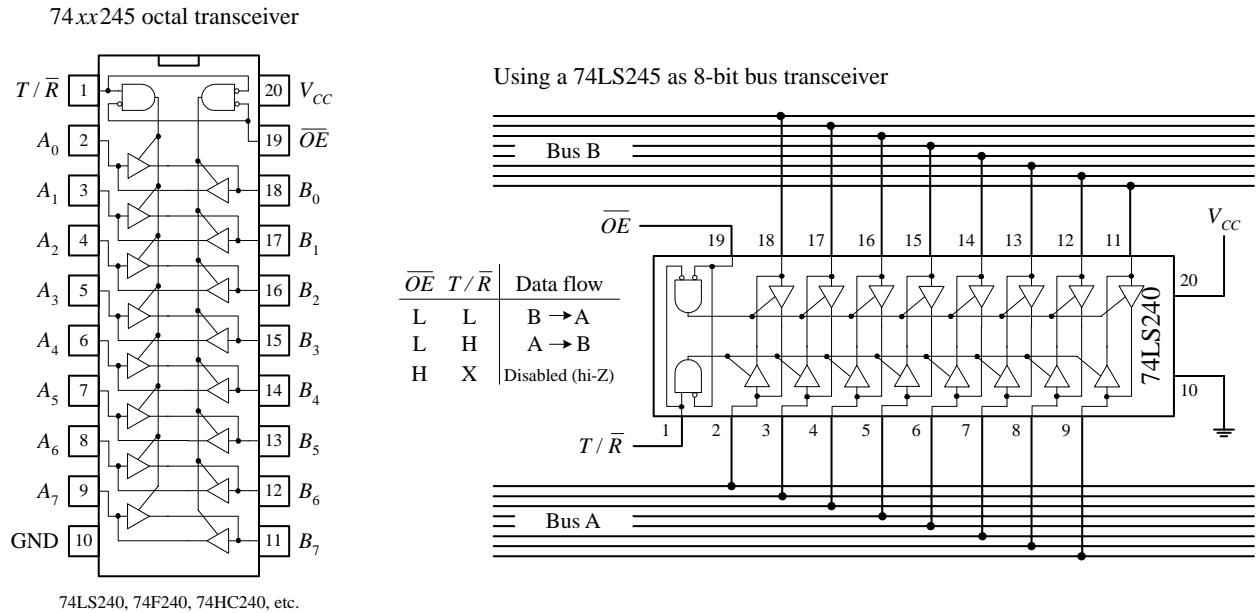 74xx245 octal transceiver
T / R̅ 1 20 V_CC
A_0 2 19 O̅E̅
A_1 3 18 B_0
A_2 4 17 B_1
A_3 5 16 B_2
A_4 6 15 B_3
A_5 7 14 B_4
A_6 8 13 B_5
A_7 9 12 B_6
GND 10 11 B_7
74LS240, 74F240, 74HC240, etc.
Using a 74LS245 as 8-bit bus transceiver
Bus B
O̅E̅ V_CC
19 18 17 16 15 14 13 12 11
20
74LS240
10
1 2 3 4 5 6 7 8 9
T / R̅
Bus A
O̅E̅ T / R̅ Data flow
L L B → A
L H A → B
H X Disabled (hi-Z)